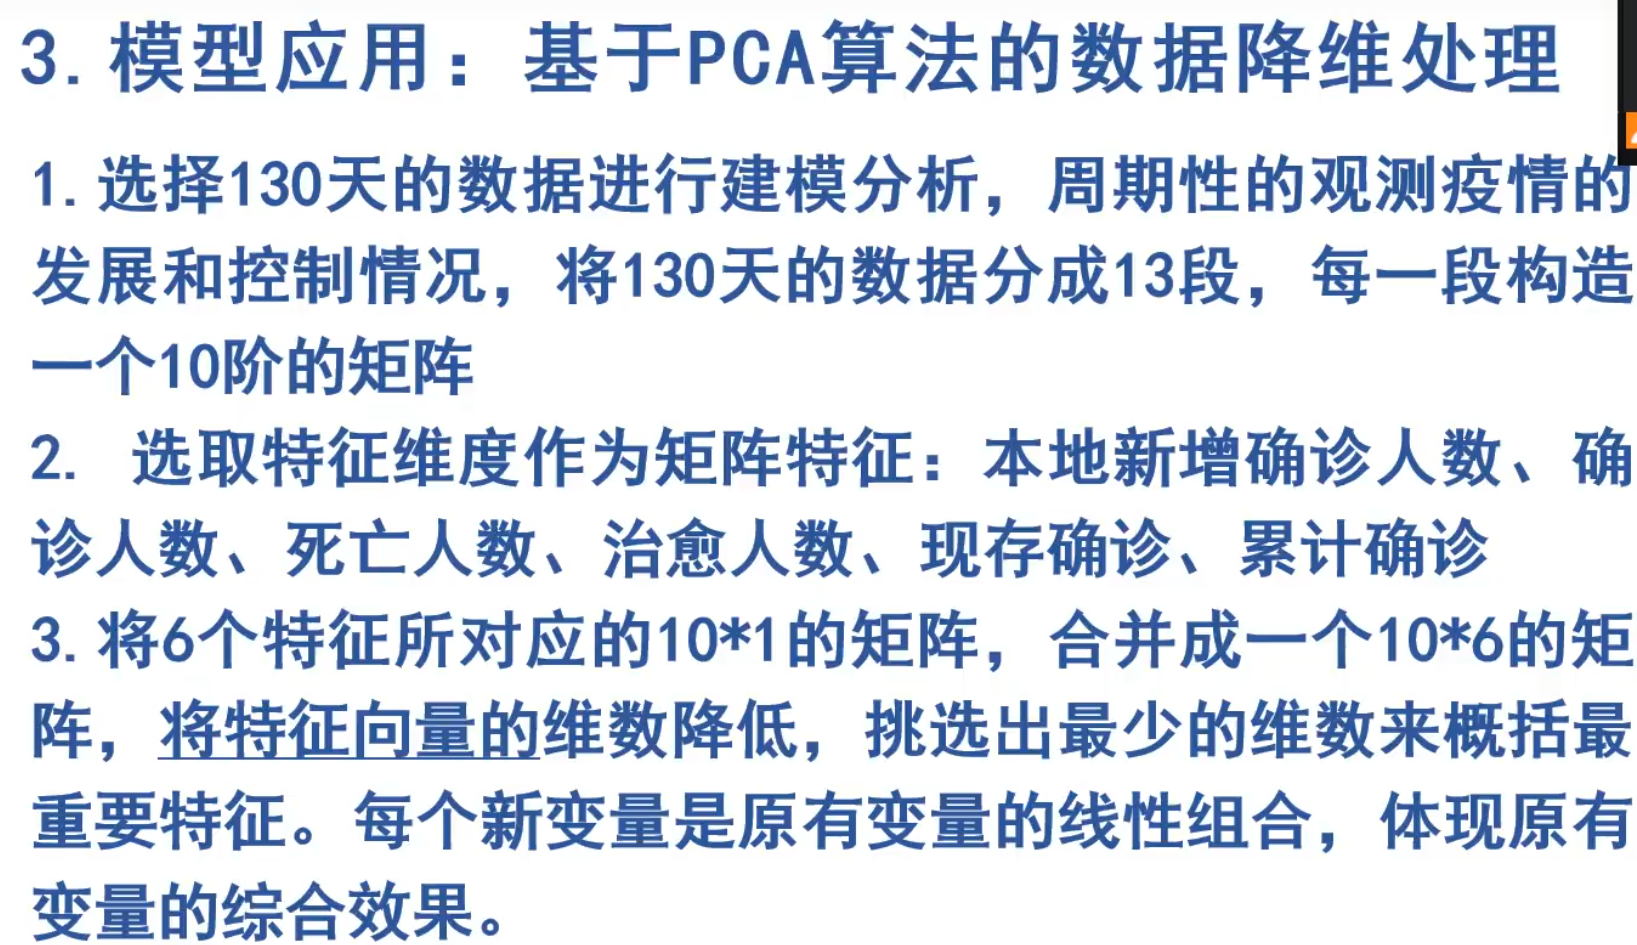 3.模型应用：基于PCA算法的数据降维处理
1.选择130天的数据进行建模分析，周期性的观测疫情的
发展和控制情况，将130天的数据分成13段，每一段构造
一个10阶的矩阵
2. 选取特征维度作为矩阵特征：本地新增确诊人数、确
诊人数、死亡人数、治愈人数、现存确诊、累计确诊
3.将6个特征所对应的10*1的矩阵，合并成一个10*6的矩
阵，将特征向量的维数降低，挑选出最少的维数来概括最
重要特征。每个新变量是原有变量的线性组合，体现原有
变量的综合效果。